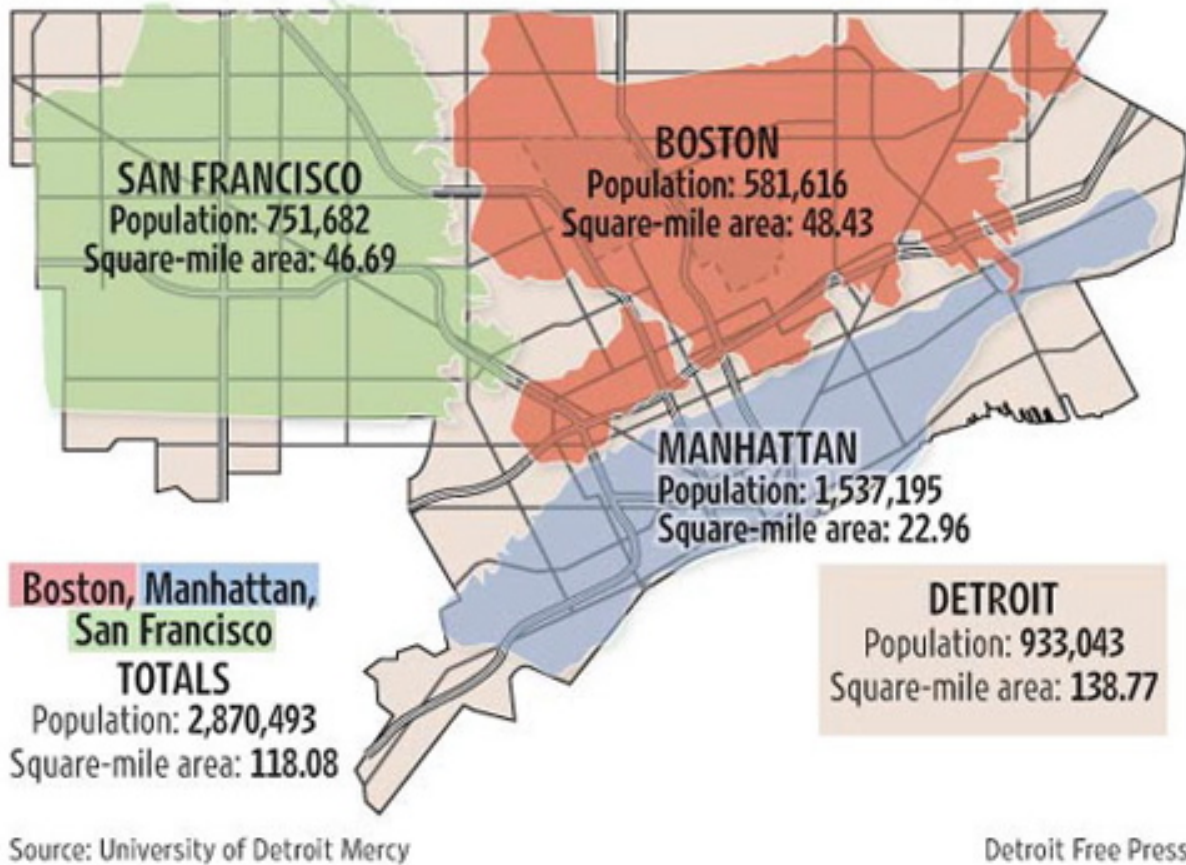 SAN FRANCISCO
Population: 751,682
Square-mile area: 46.69
BOSTON
Population: 581,616
Square-mile area: 48.43
MANHATTAN
Population: 1,537,195
Square-mile area: 22.96
Boston, Manhattan,
San Francisco
TOTALS
Population: 2,870,493
Square-mile area: 118.08
DETROIT
Population: 933,043
Square-mile area: 138.77
Source: University of Detroit Mercy
Detroit Free Press